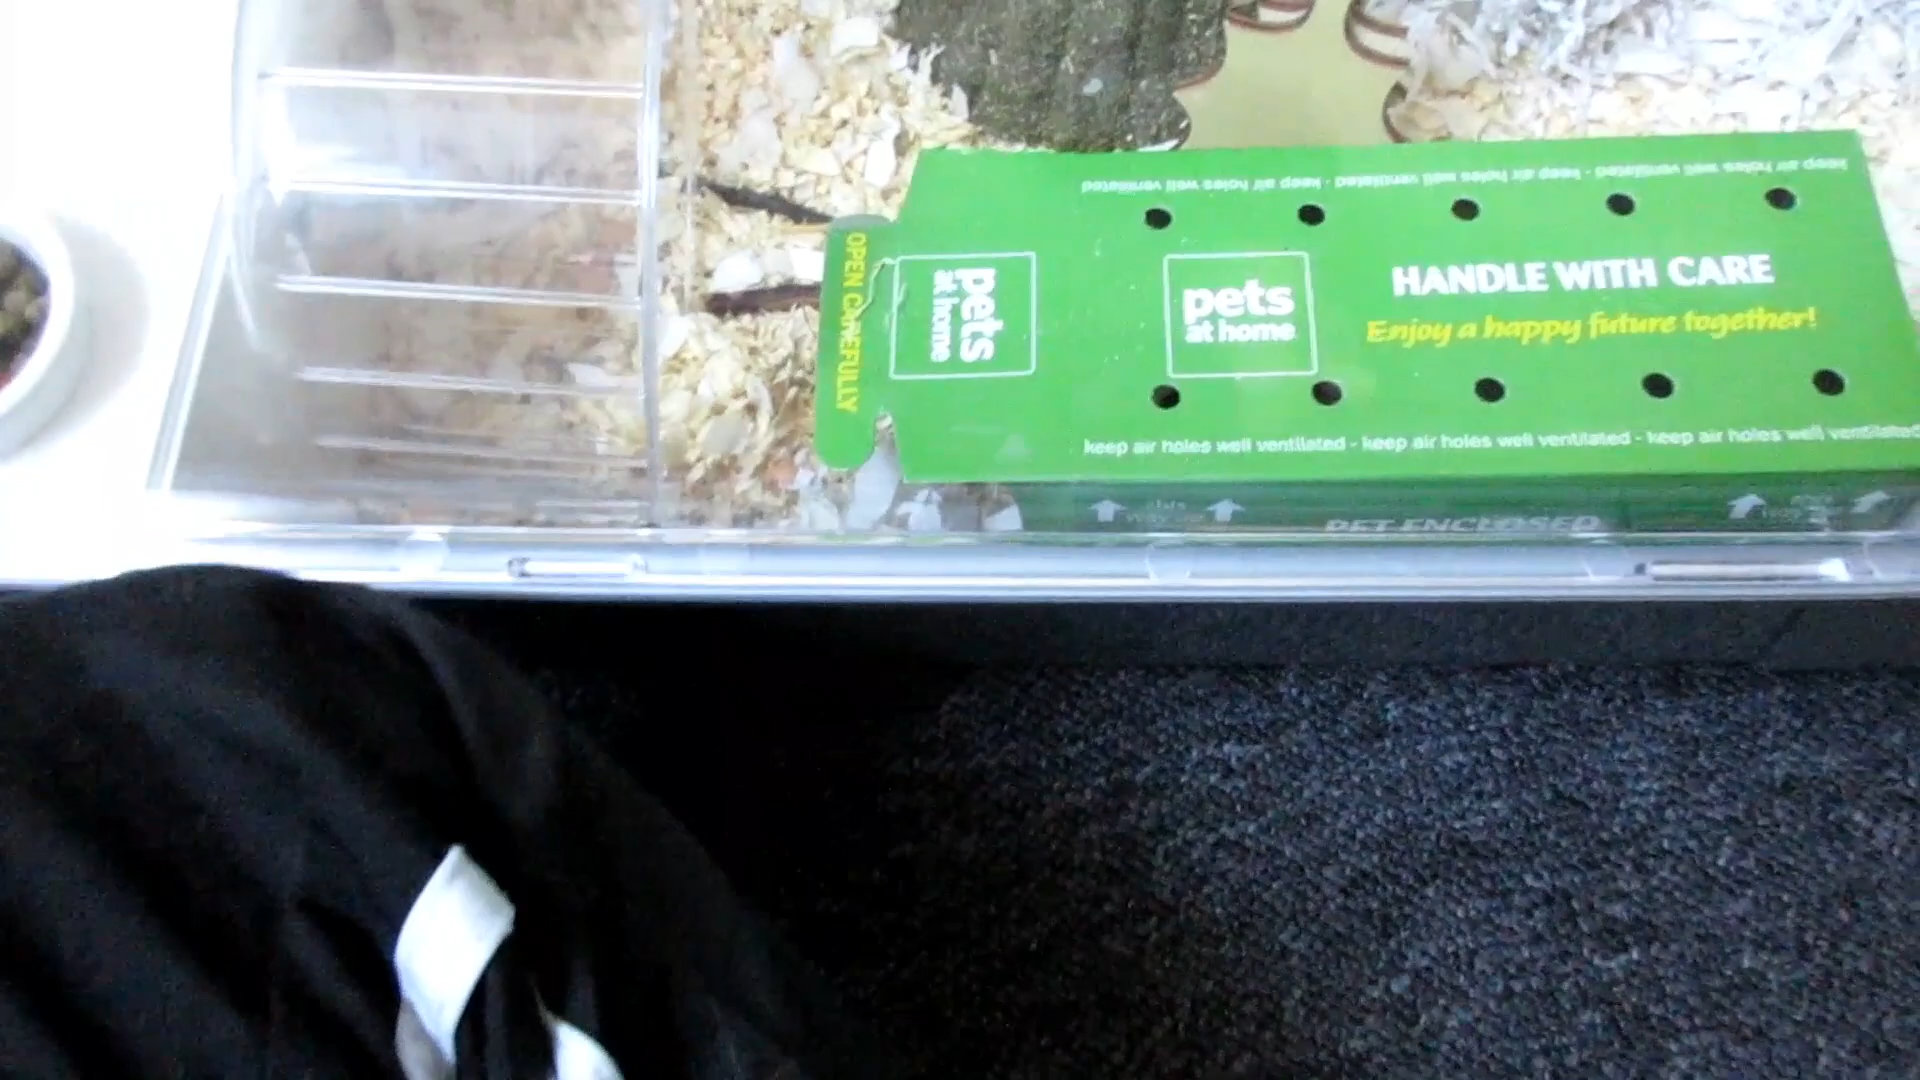 keep air holes well ventilated - keep air holes well ventilated - keep air holes well ventilated
OPEN CAREFULLY
pets
at home
pets
at home
HANDLE WITH CARE
Enjoy a happy future together!
keep air holes well ventilated - keep air holes well ventilated - keep air holes well ventilated
PET ENCLOSED